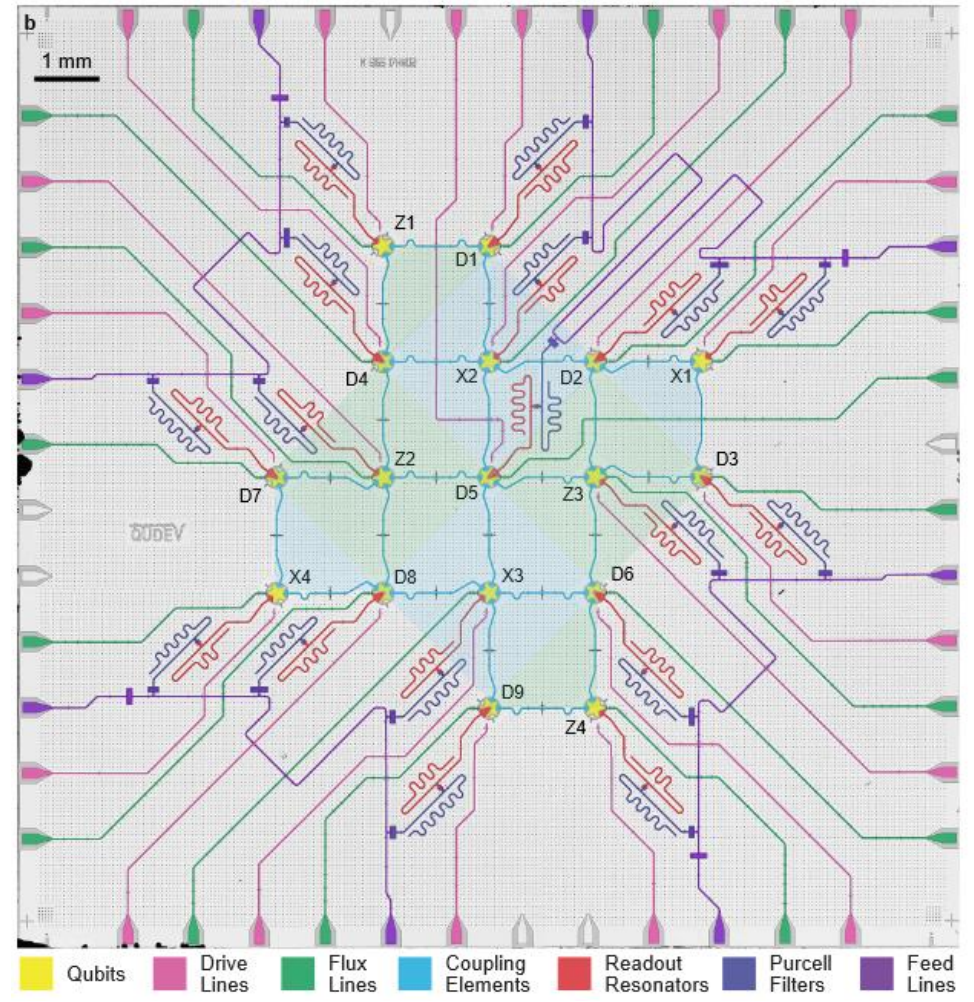 b
1 mm
Z1
D1
D4
X2
D2
X1
D7
Z2
D5
Z3
D3
QUDEV
X4
D8
X3
D6
D9
Z4
Qubits
Drive
Lines
Flux
Lines
Coupling
Elements
Readout
Resonators
Purcell
Filters
Feed
Lines